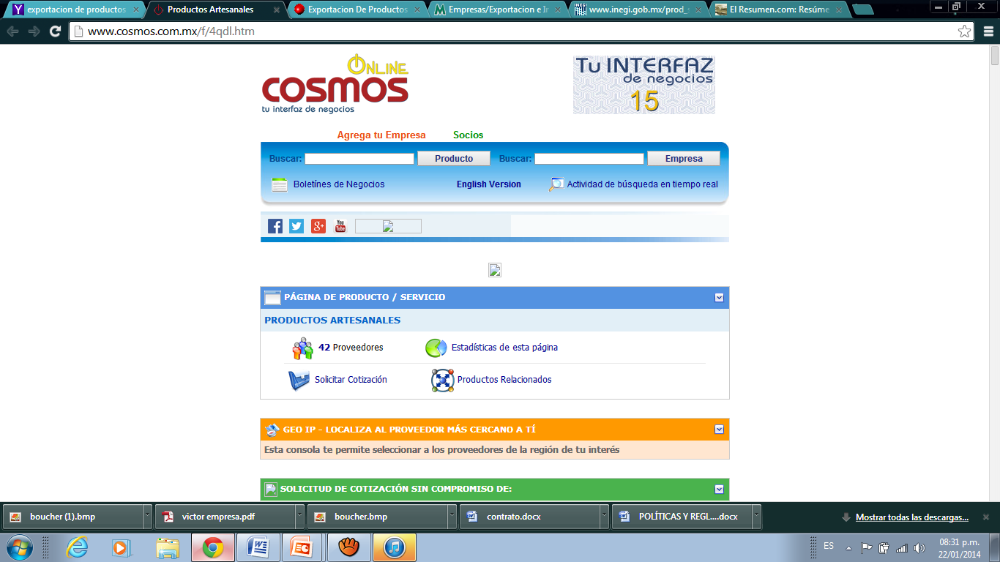 exportacion de productos
Productos Artesanales
Exportacion De Productos
Empresas/Exportacion e Ir
www.inegi.gob.mx/prod_s
El Resumen.com: Resúme
www.cosmos.com.mx/f/4qdl.htm
ONLINE
COSMOS
tu interfaz de negocios
Tu INTERFAZ
de negocios
15
Agrega tu Empresa Socios
Buscar: Producto Buscar: Empresa
Boletínes de Negocios English Version Actividad de búsqueda en tiempo real
You
Tube
PÁGINA DE PRODUCTO / SERVICIO
PRODUCTOS ARTESANALES
42 Proveedores Estadísticas de esta página
Solicitar Cotización Productos Relacionados
GEO IP - LOCALIZA AL PROVEEDOR MÁS CERCANO A TÍ
Esta consola te permite seleccionar a los proveedores de la región de tu interés
SOLICITUD DE COTIZACIÓN SIN COMPROMISO DE:
boucher (1).bmp victor empresa.pdf boucher.bmp contrato.docx POLÍTICAS Y REGL....docx Mostrar todas las descargas...
ES 08:31 p.m.
22/01/2014